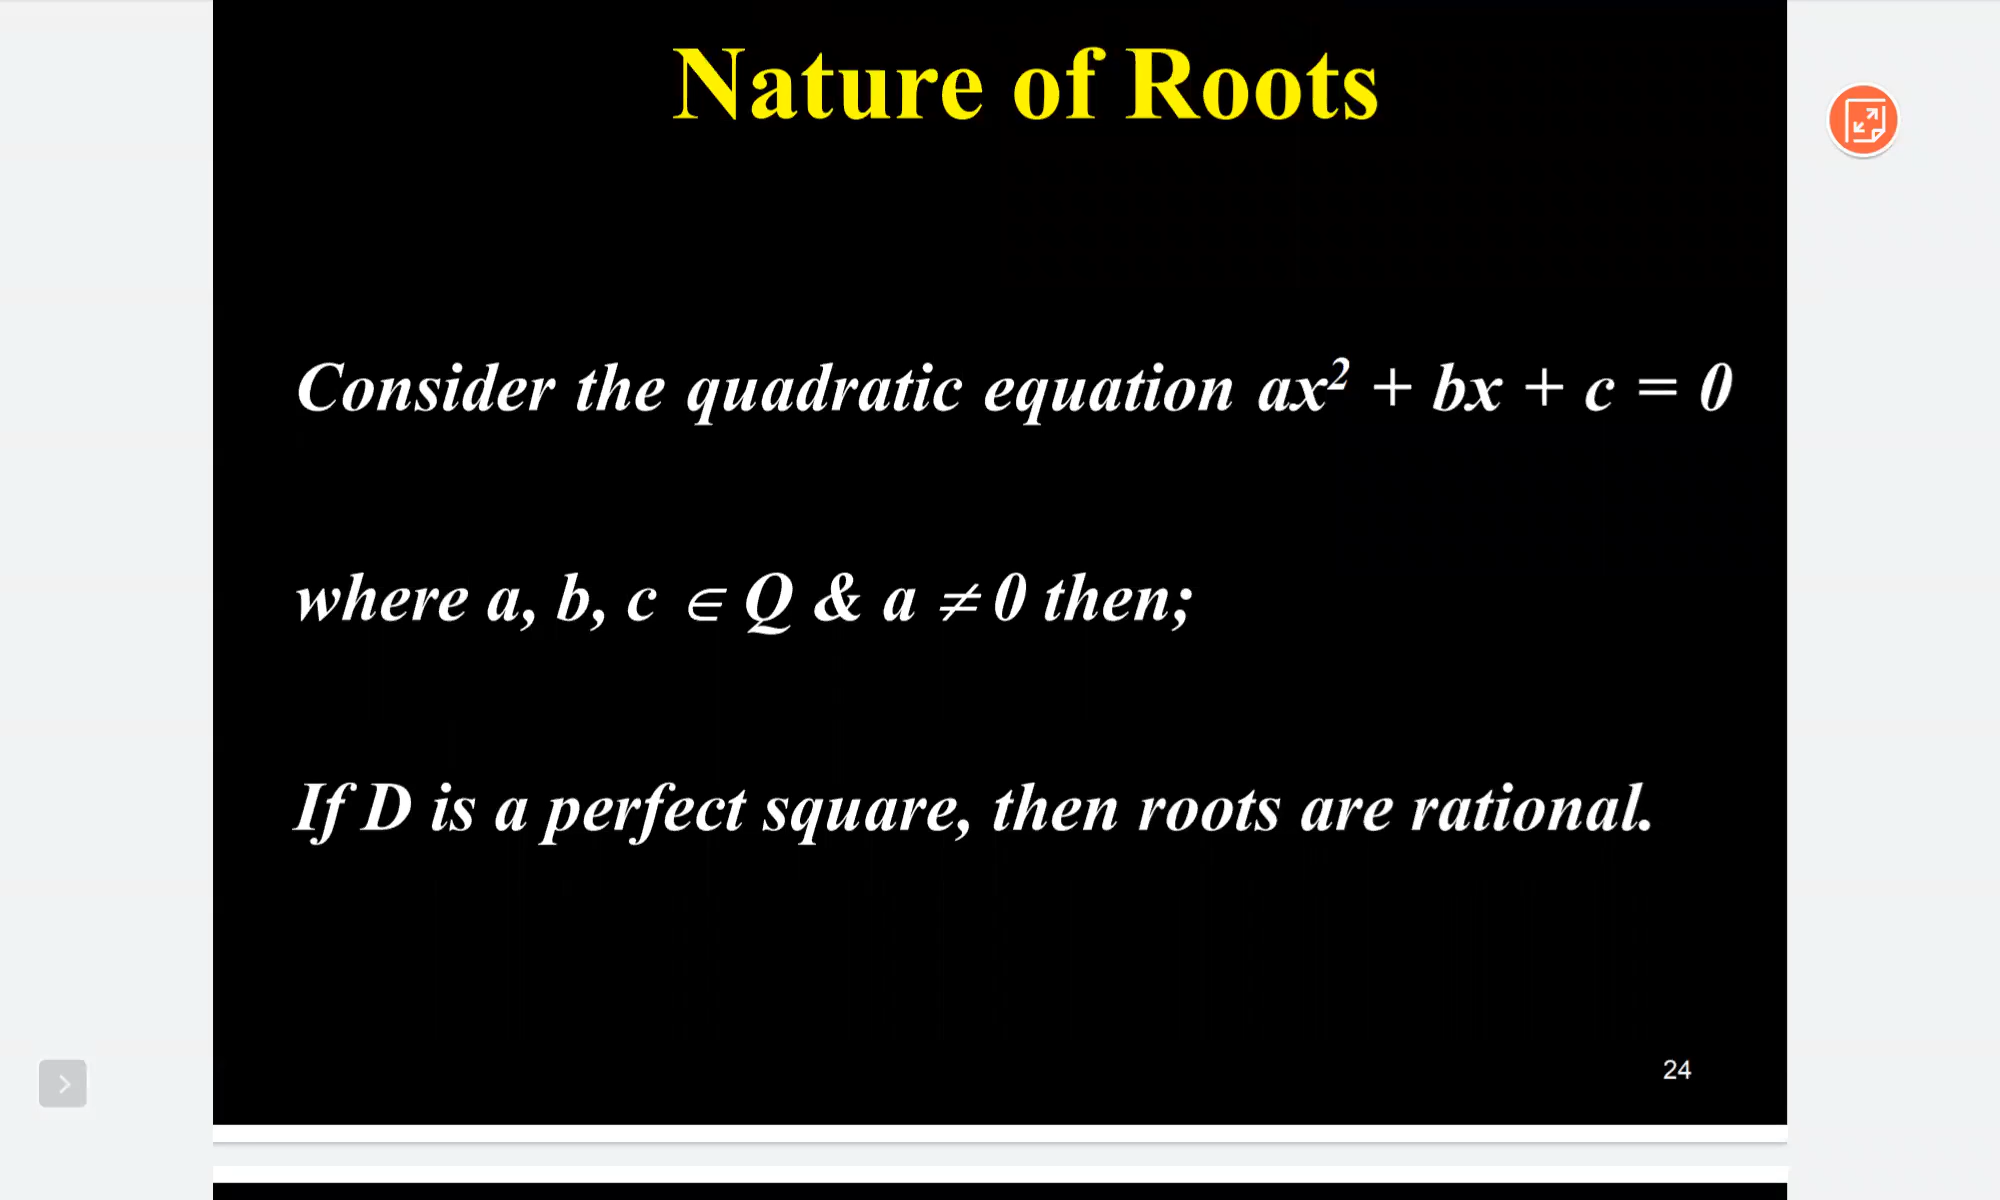 Nature of Roots
Consider the quadratic equation ax² + bx + c = 0
where a, b, c ∈ Q & a ≠ 0 then;
If D is a perfect square, then roots are rational.
24